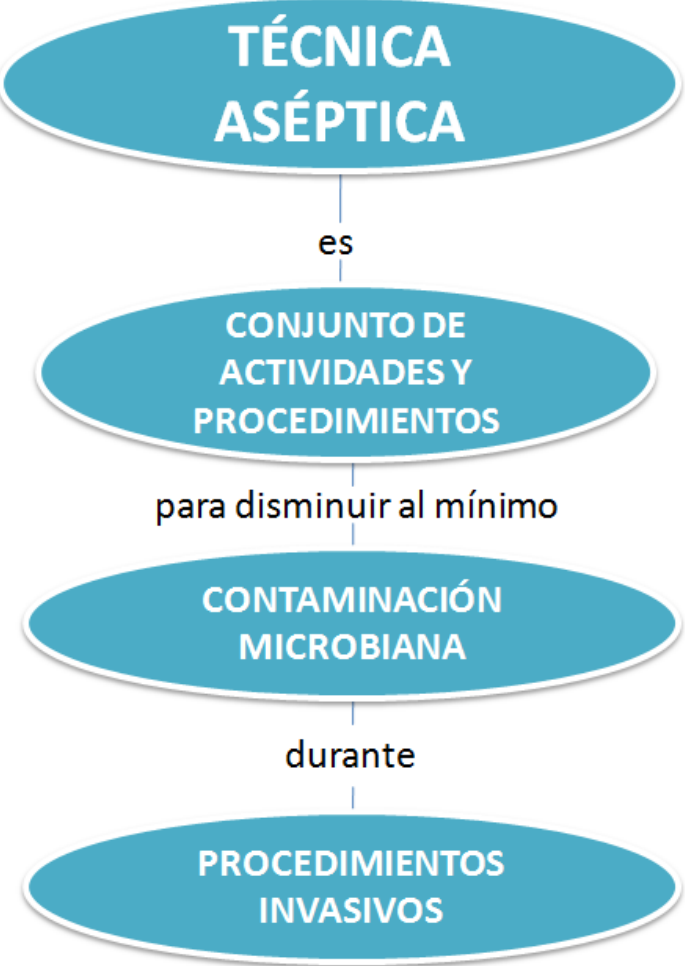 TÉCNICA
ASÉPTICA
es
CONJUNTO DE
ACTIVIDADES Y
PROCEDIMIENTOS
para disminuir al mínimo
CONTAMINACIÓN
MICROBIANA
durante
PROCEDIMIENTOS
INVASIVOS